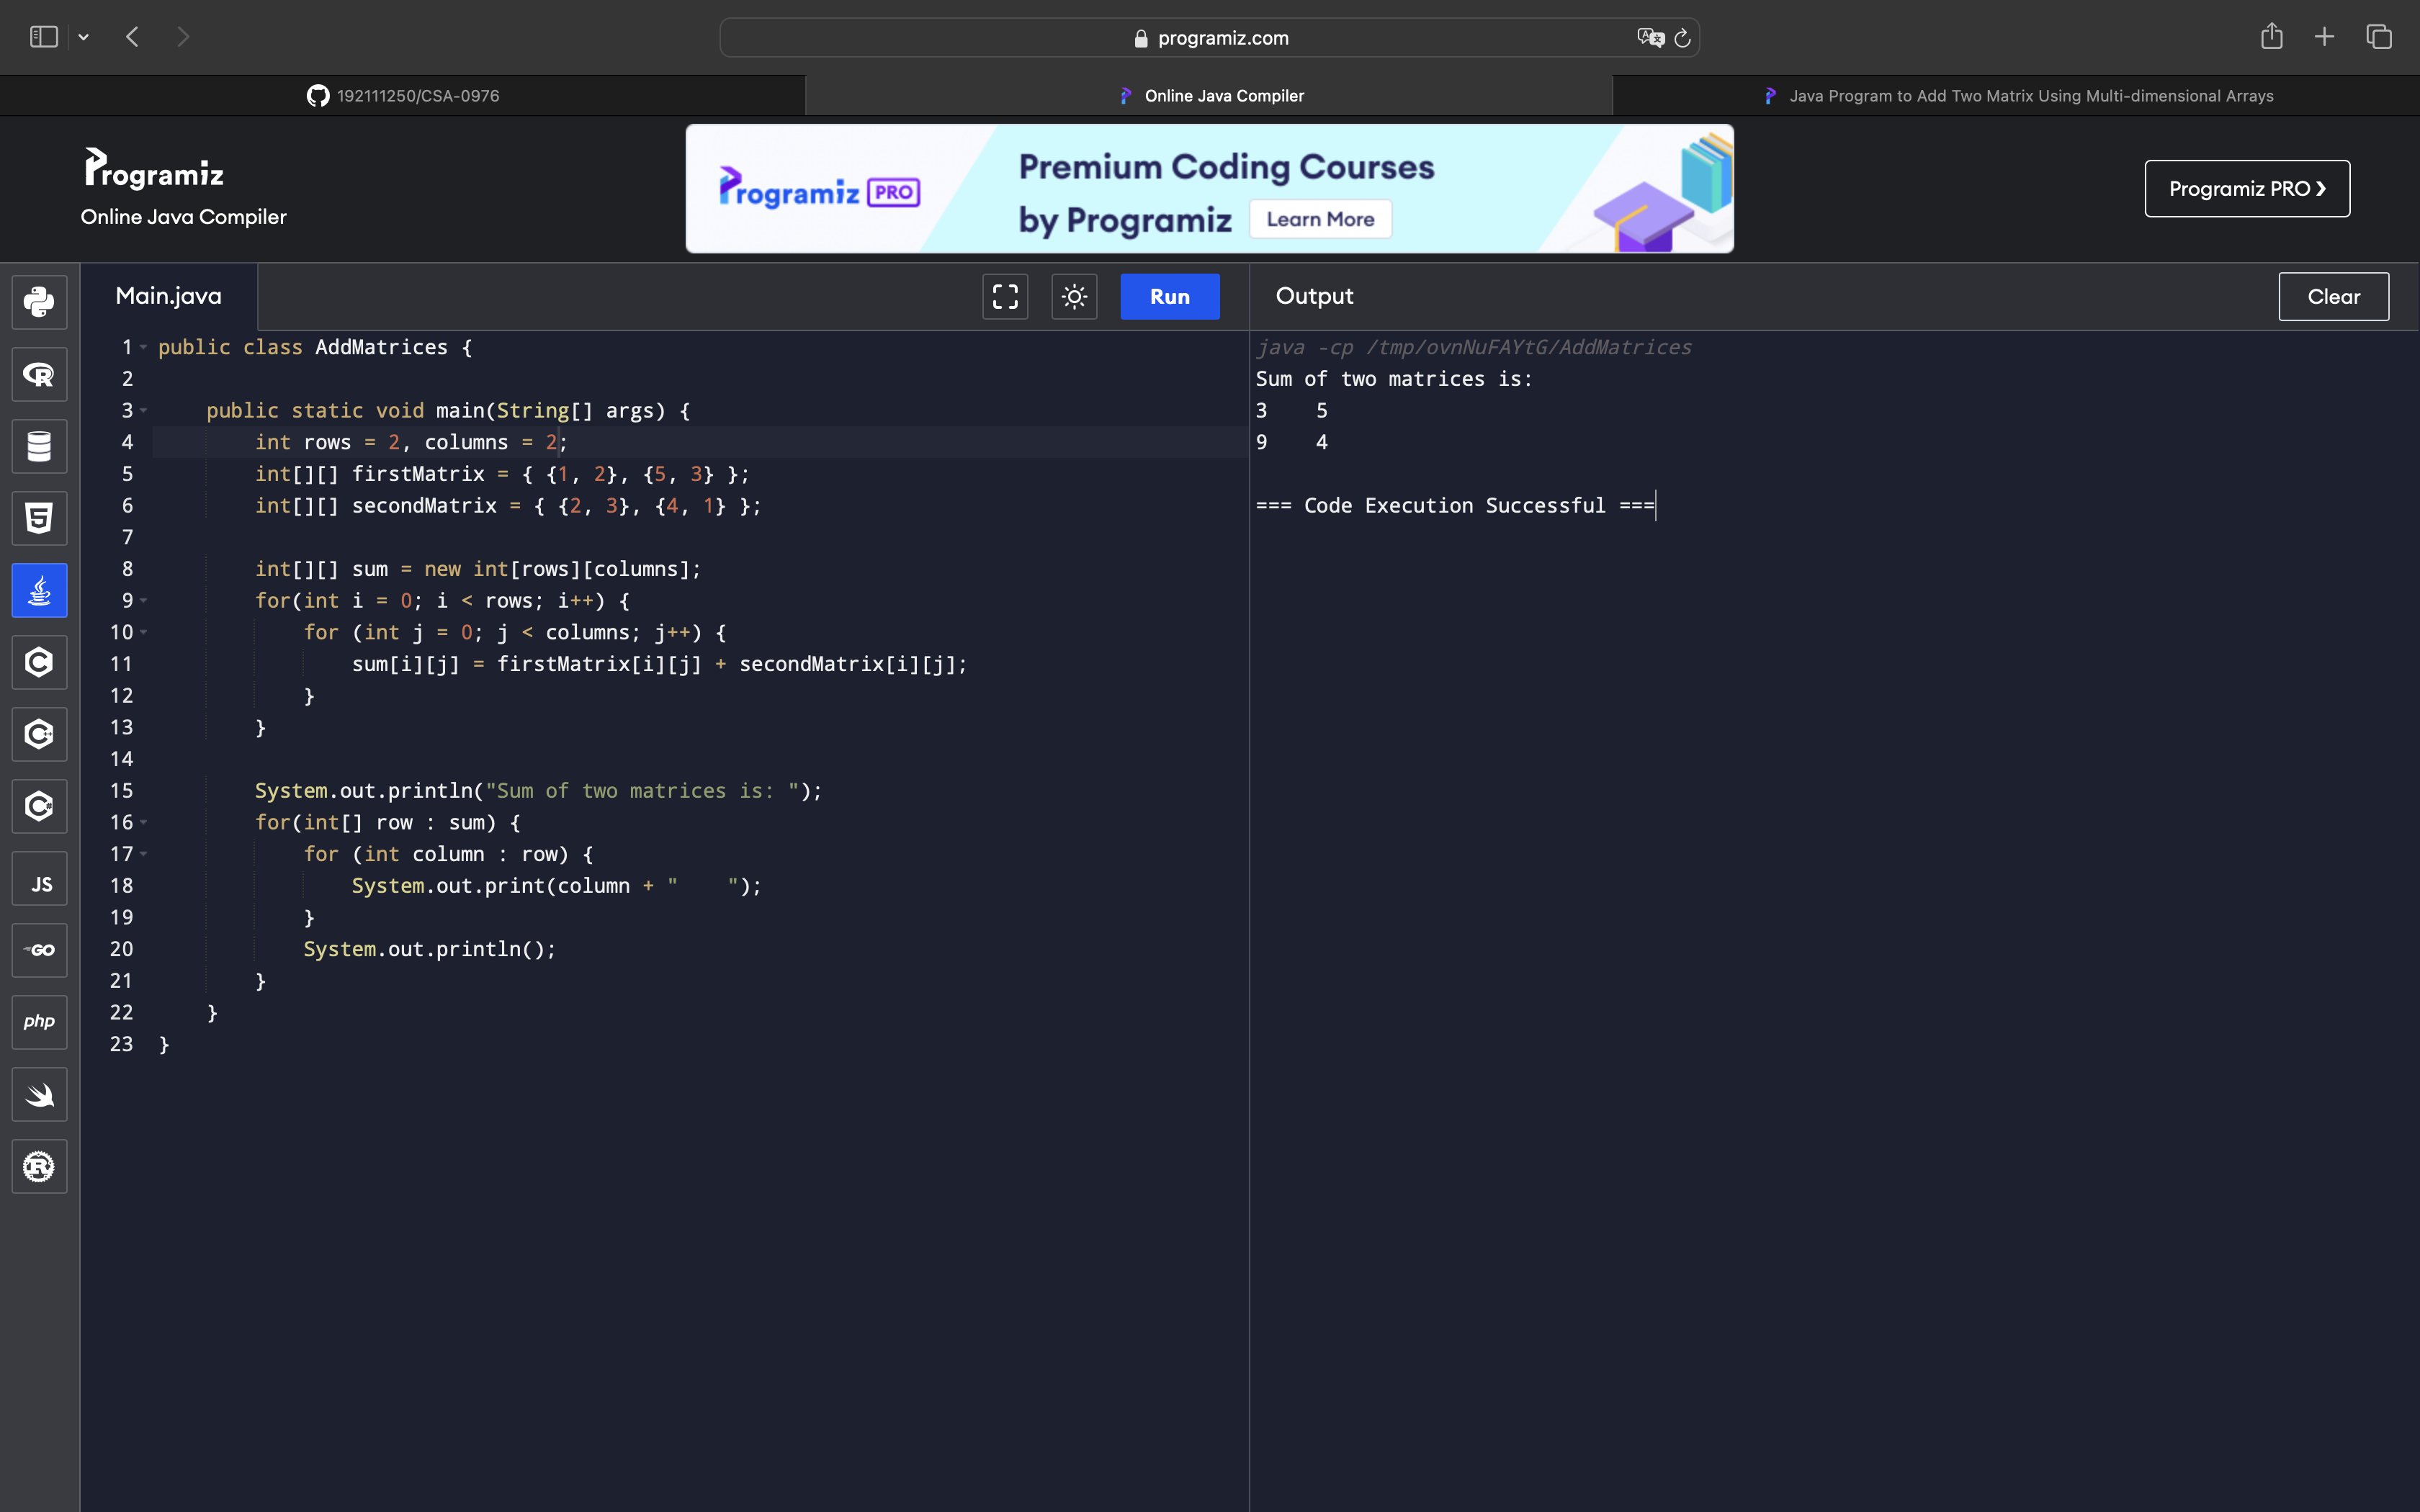 programiz.com
192111250/CSA-0976
Online Java Compiler
Java Program to Add Two Matrix Using Multi-dimensional Arrays
Programiz
Online Java Compiler
Programiz PRO
Premium Coding Courses
by Programiz
Learn More
Programiz PRO ❯
Main.java
Run
Output
Clear
1 public class AddMatrices {
2
3     public static void main(String[] args) {
4         int rows = 2, columns = 2;
5         int[][] firstMatrix = { {1, 2}, {5, 3} };
6         int[][] secondMatrix = { {2, 3}, {4, 1} };
7
8         int[][] sum = new int[rows][columns];
9         for(int i = 0; i < rows; i++) {
10             for (int j = 0; j < columns; j++) {
11                 sum[i][j] = firstMatrix[i][j] + secondMatrix[i][j];
12             }
13         }
14
15         System.out.println("Sum of two matrices is: ");
16         for(int[] row : sum) {
17             for (int column : row) {
18                 System.out.print(column + "    ");
19             }
20             System.out.println();
21         }
22     }
23 }
java -cp /tmp/ovnNuFAYtG/AddMatrices
Sum of two matrices is:
3    5
9    4
=== Code Execution Successful ===
R
5
C
C++
C#
JS
GO
php
R